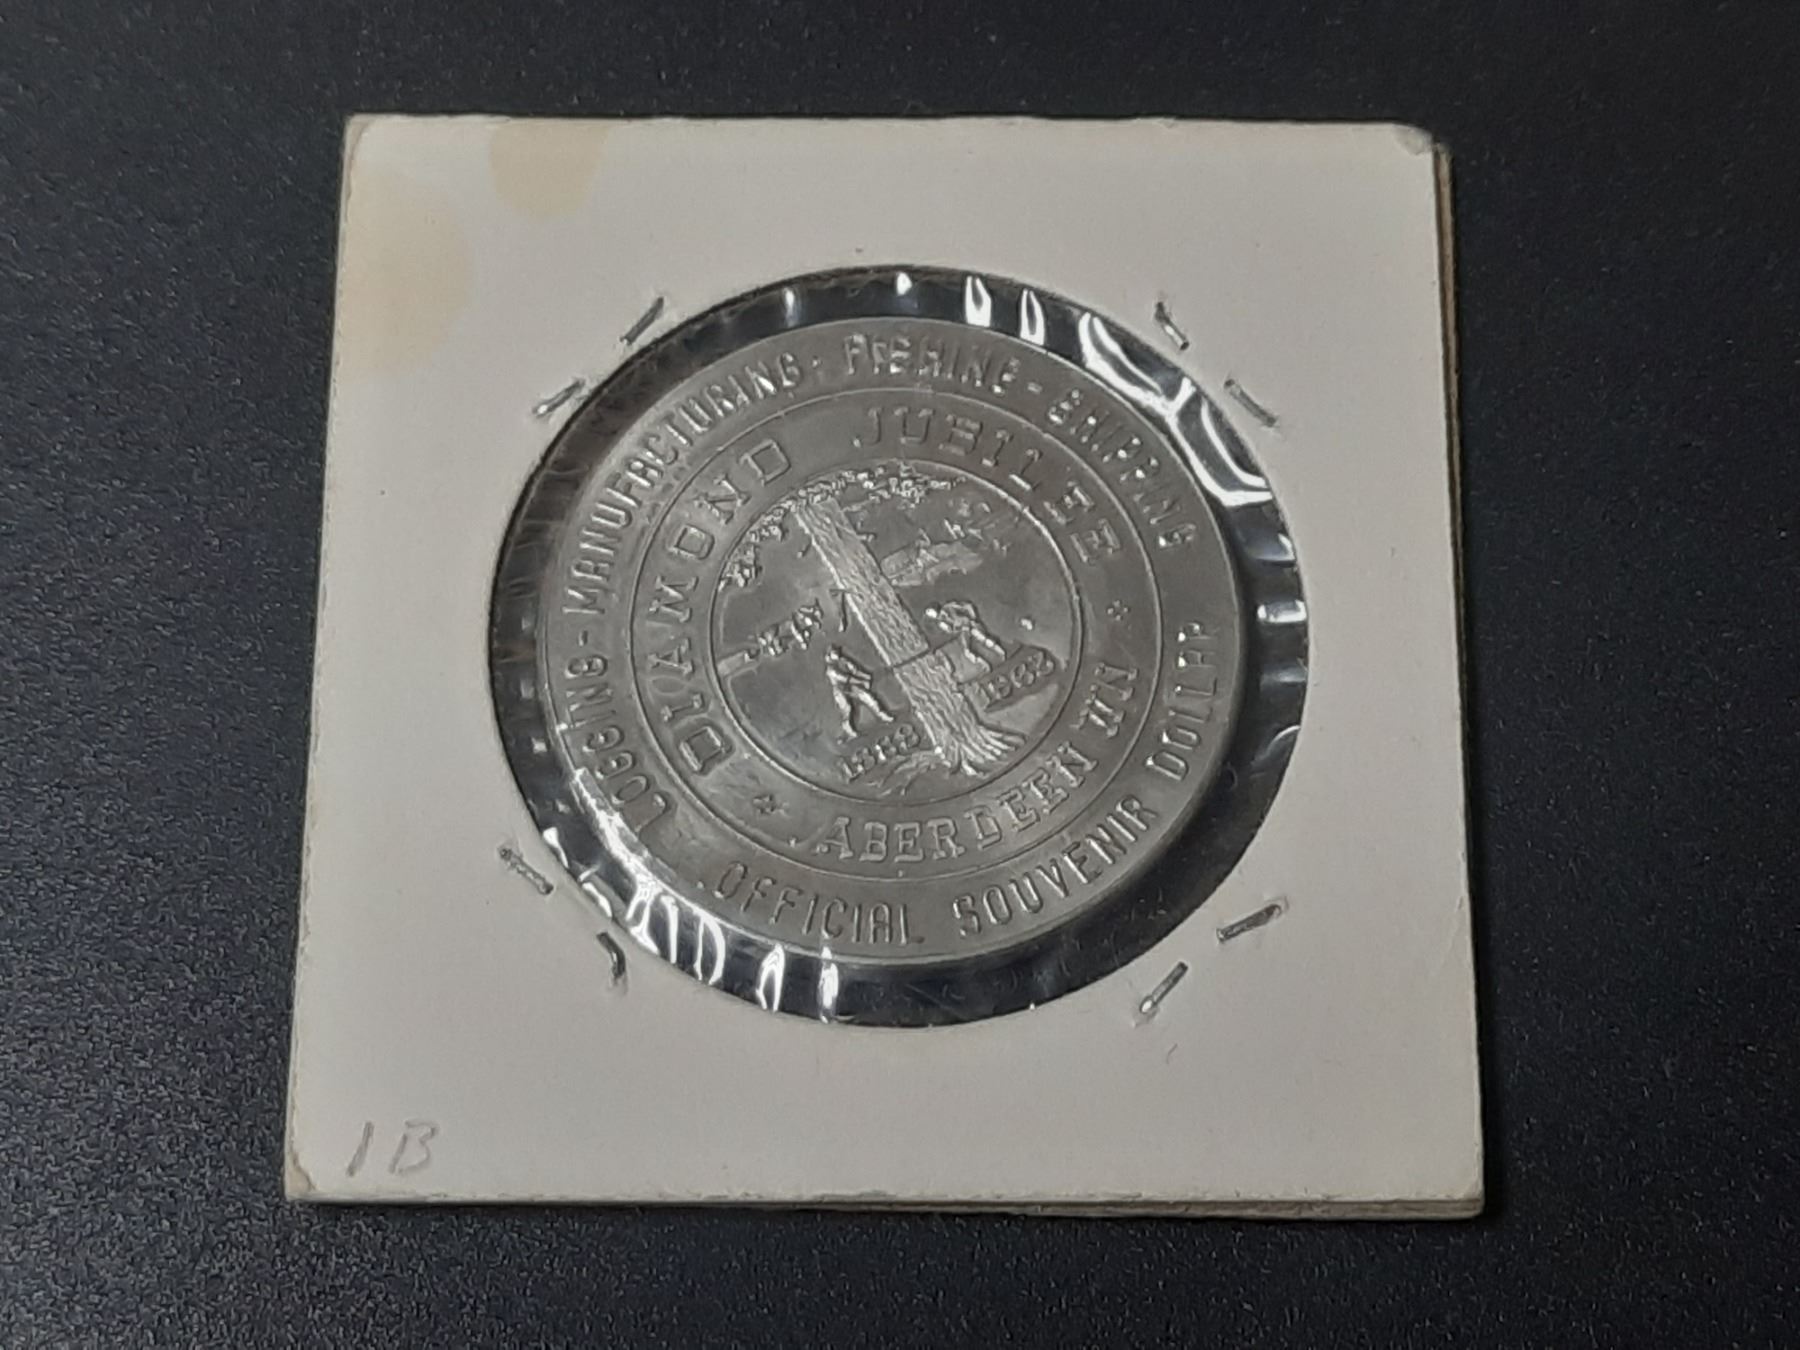 LOGGING - MANUFACTURING - FISHING - SHIPPING
OFFICIAL SOUVENIR DOLLAR
DIAMOND JUBILEE
ABERDEEN WN
1888
1963
1B